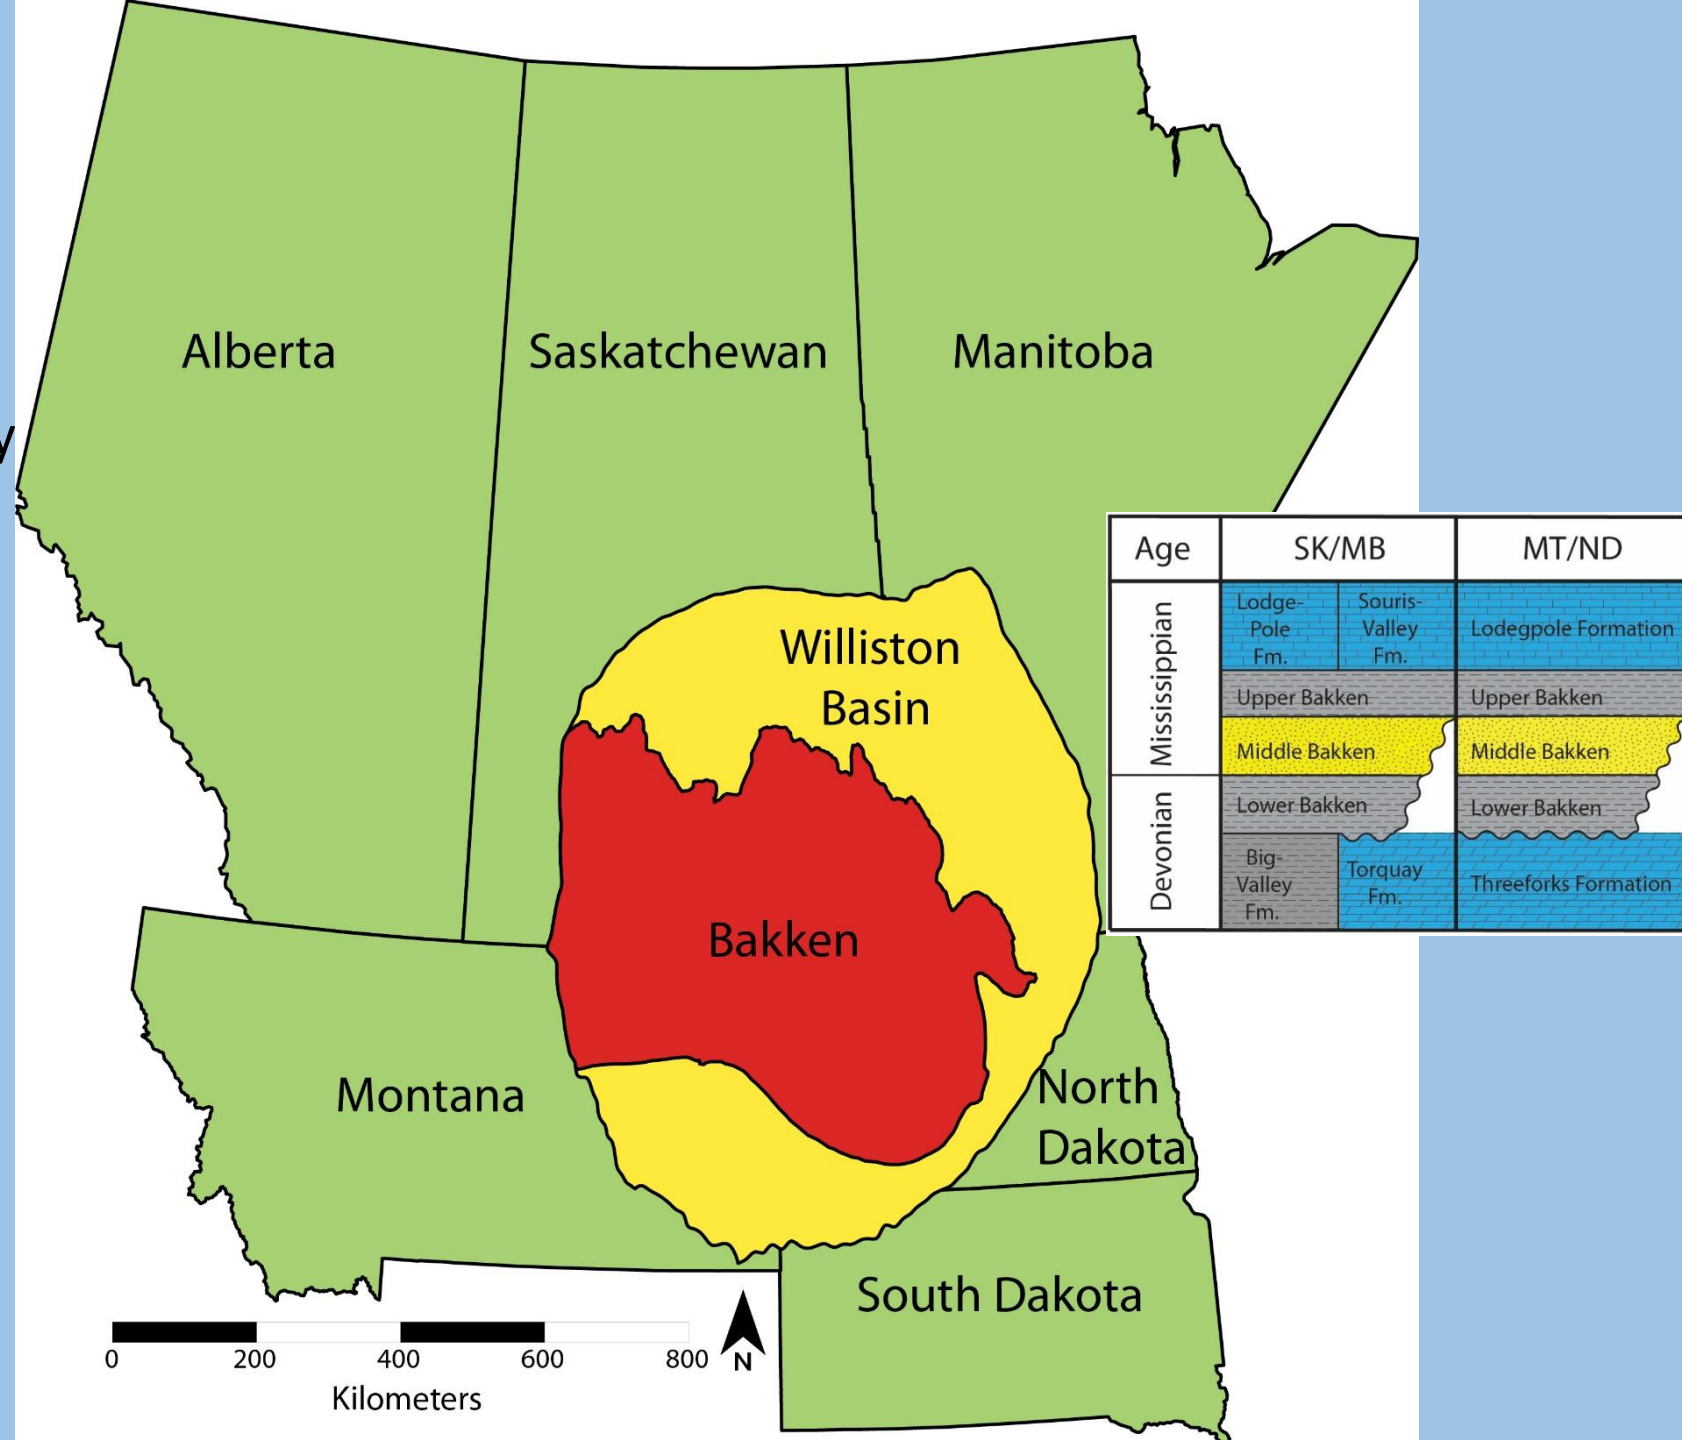 Alberta
Saskatchewan
Manitoba
y
Age
SK/MB
MT/ND
Mississippian
Lodge-
Pole
Fm.
Souris-
Valley
Fm.
Lodegpole Formation
Upper Bakken
Upper Bakken
Middle Bakken
Middle Bakken
Devonian
Lower Bakken
Lower Bakken
Big-
Valley
Fm.
Torquay
Fm.
Threeforks Formation
Williston
Basin
Bakken
Montana
North
Dakota
South Dakota
0 200 400 600 800
Kilometers
N